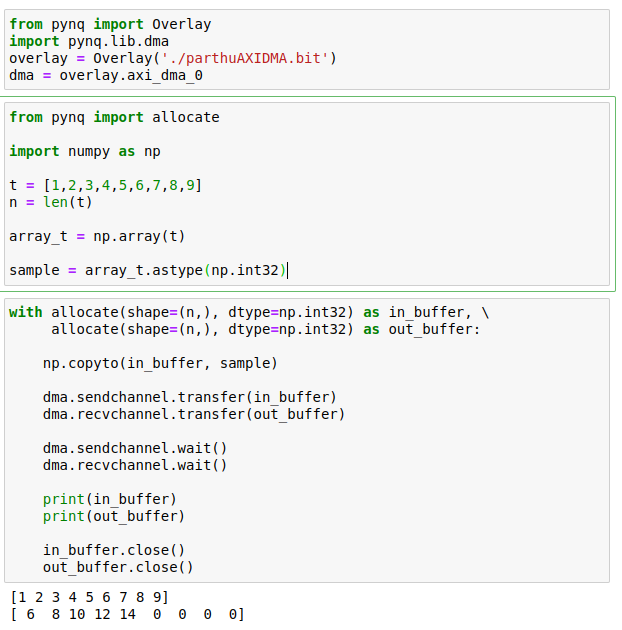 from pynq import Overlay
import pynq.lib.dma
overlay = Overlay('./parthuAXIDMA.bit')
dma = overlay.axi_dma_0
from pynq import allocate
import numpy as np
t = [1,2,3,4,5,6,7,8,9]
n = len(t)
array_t = np.array(t)
sample = array_t.astype(np.int32)
with allocate(shape=(n,), dtype=np.int32) as in_buffer, \
     allocate(shape=(n,), dtype=np.int32) as out_buffer:
    np.copyto(in_buffer, sample)
    dma.sendchannel.transfer(in_buffer)
    dma.recvchannel.transfer(out_buffer)
    dma.sendchannel.wait()
    dma.recvchannel.wait()
    print(in_buffer)
    print(out_buffer)
    in_buffer.close()
    out_buffer.close()
[1 2 3 4 5 6 7 8 9]
[ 6  8 10 12 14  0  0  0  0]